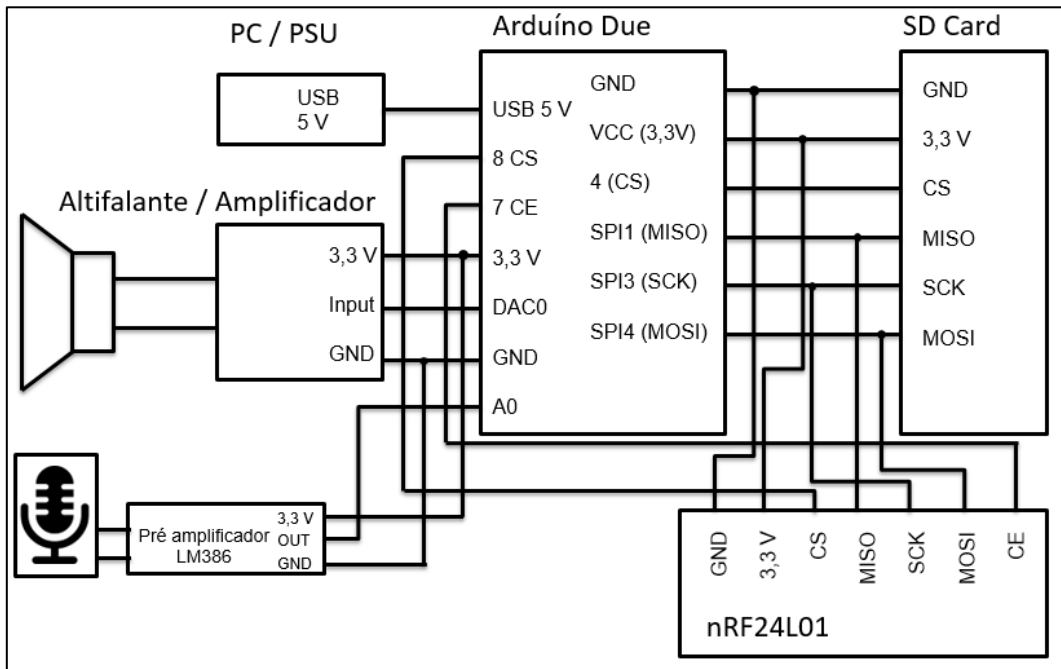 PC / PSU
USB
5 V
Arduíno Due
USB 5 V
8 CS
7 CE
3,3 V
DAC0
GND
A0
GND
VCC (3,3V)
4 (CS)
SPI1 (MISO)
SPI3 (SCK)
SPI4 (MOSI)
SD Card
GND
3,3 V
CS
MISO
SCK
MOSI
Altifalante / Amplificador
3,3 V
Input
GND
Pré amplificador
LM386
3,3 V
OUT
GND
GND
3,3 V
CS
MISO
SCK
MOSI
CE
nRF24L01